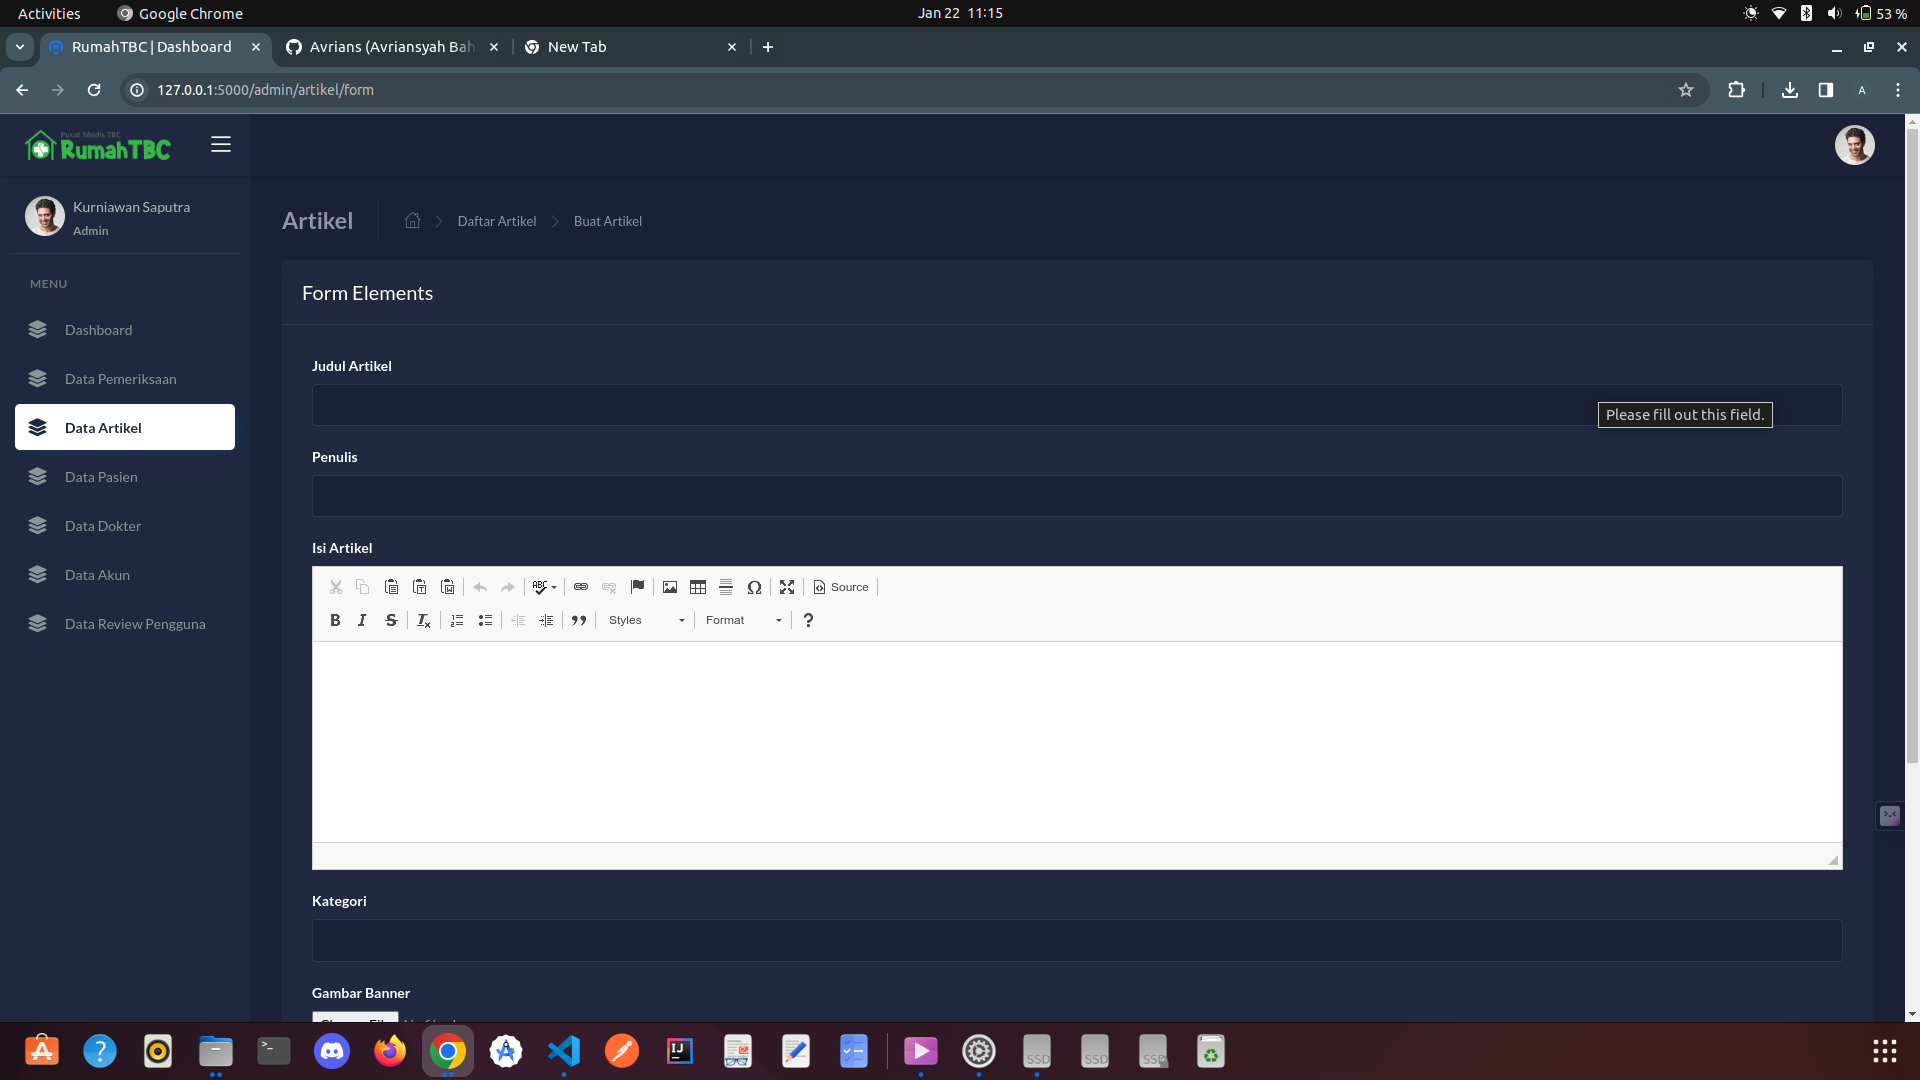 Activities
Google Chrome
Jan 22 11:15
53 %
RumahTBC | Dashboard
Avrians (Avriansyah Bah
New Tab
127.0.0.1:5000/admin/artikel/form
A
Pusat Medis TBC
RumahTBC
Kurniawan Saputra
Admin
MENU
Dashboard
Data Pemeriksaan
Data Artikel
Data Pasien
Data Dokter
Data Akun
Data Review Pengguna
Artikel
Daftar Artikel
Buat Artikel
Form Elements
Judul Artikel
Please fill out this field.
Penulis
Isi Artikel
ABC
Source
B I S
Styles
Format
?
Kategori
Gambar Banner
IJ
SSD
SSD
SSD